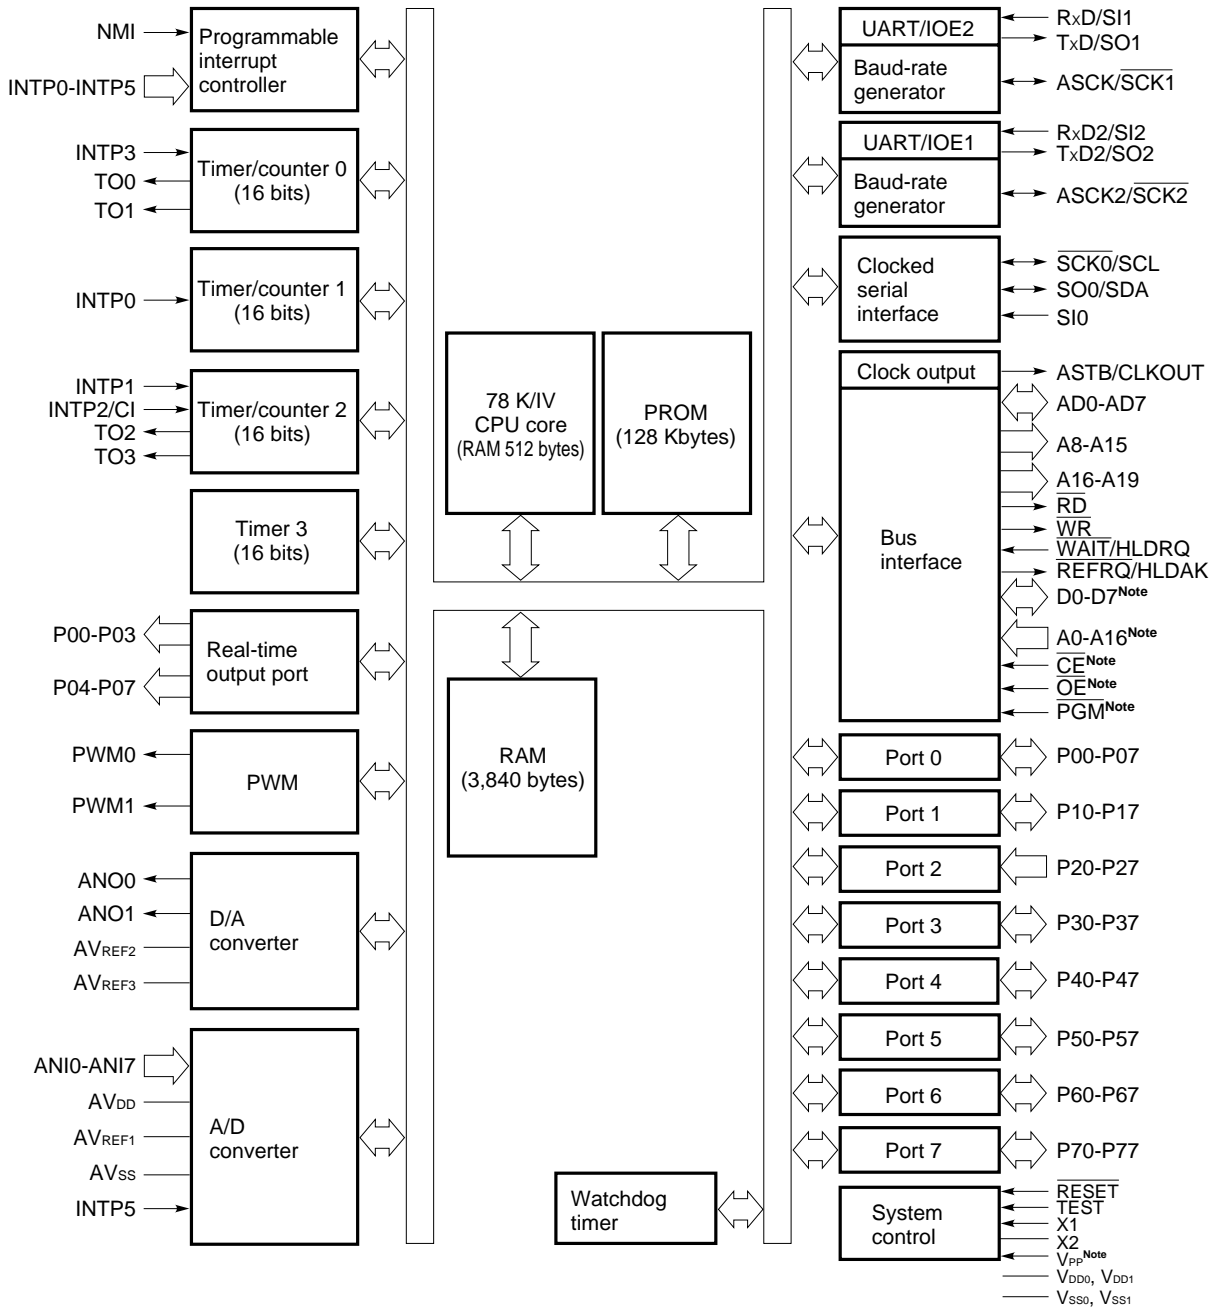 NMI
INTP0-INTP5
Programmable
interrupt
controller
INTP3
TO0
TO1
Timer/counter 0
(16 bits)
INTP0
Timer/counter 1
(16 bits)
INTP1
INTP2/CI
TO2
TO3
Timer/counter 2
(16 bits)
Timer 3
(16 bits)
P00-P03
P04-P07
Real-time
output port
PWM0
PWM1
PWM
ANO0
ANO1
AVREF2
AVREF3
D/A
converter
ANI0-ANI7
AVDD
AVREF1
AVSS
INTP5
A/D
converter
78 K/IV
CPU core
(RAM 512 bytes)
PROM
(128 Kbytes)
RAM
(3,840 bytes)
Watchdog
timer
UART/IOE2
Baud-rate
generator
RxD/SI1
TxD/SO1
ASCK/SCK1
UART/IOE1
Baud-rate
generator
RxD2/SI2
TxD2/SO2
ASCK2/SCK2
Clocked
serial
interface
SCK0/SCL
SO0/SDA
SI0
Clock output
Bus
interface
ASTB/CLKOUT
AD0-AD7
A8-A15
A16-A19
RD
WR
WAIT/HLDRQ
REFRQ/HLDAK
D0-D7Note
A0-A16Note
CENote
OENote
PGMNote
Port 0
P00-P07
Port 1
P10-P17
Port 2
P20-P27
Port 3
P30-P37
Port 4
P40-P47
Port 5
P50-P57
Port 6
P60-P67
Port 7
P70-P77
System
control
RESET
TEST
X1
X2
VPPNote
VDD0, VDD1
VSS0, VSS1